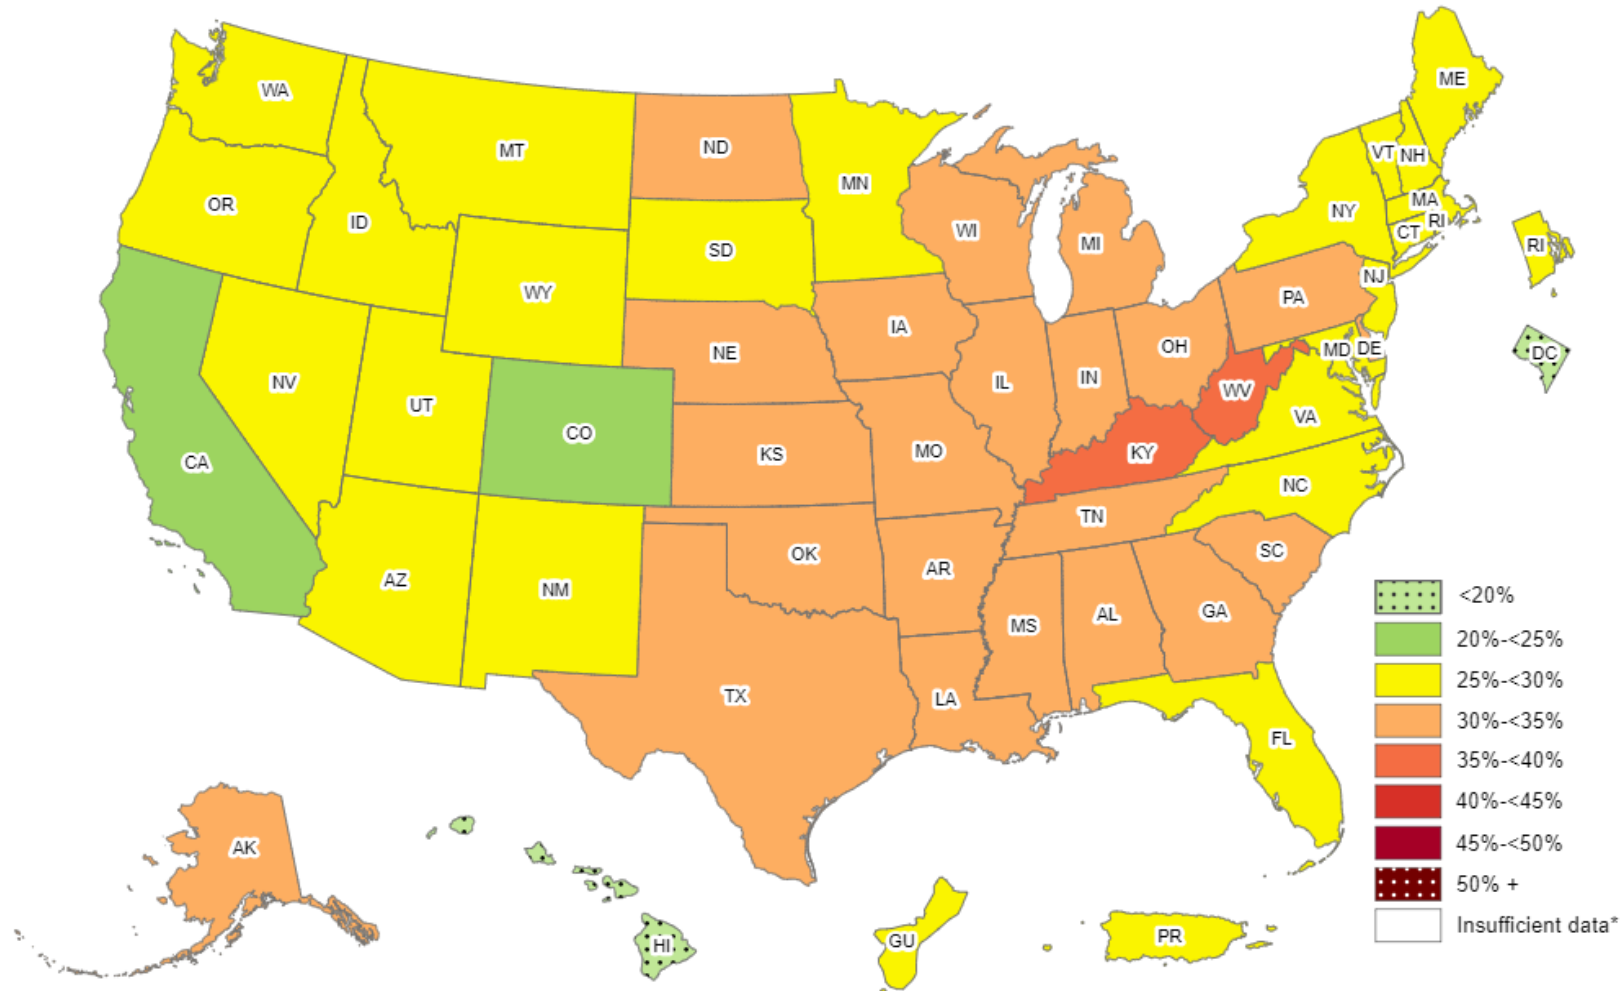 ME
WA
VT
NH
MT
ND
MN
OR
ID
SD
WI
MI
NY
MA
RI
CT
RI
WY
NJ
PA
IA
NE
OH
MD
DE
DC
NV
UT
IL
IN
WV
CO
VA
CA
KS
MO
KY
NC
TN
AZ
NM
OK
AR
SC
MS
AL
GA
TX
LA
FL
AK
HI
GU
PR
<20%
20%-<25%
25%-<30%
30%-<35%
35%-<40%
40%-<45%
45%-<50%
50% +
Insufficient data*